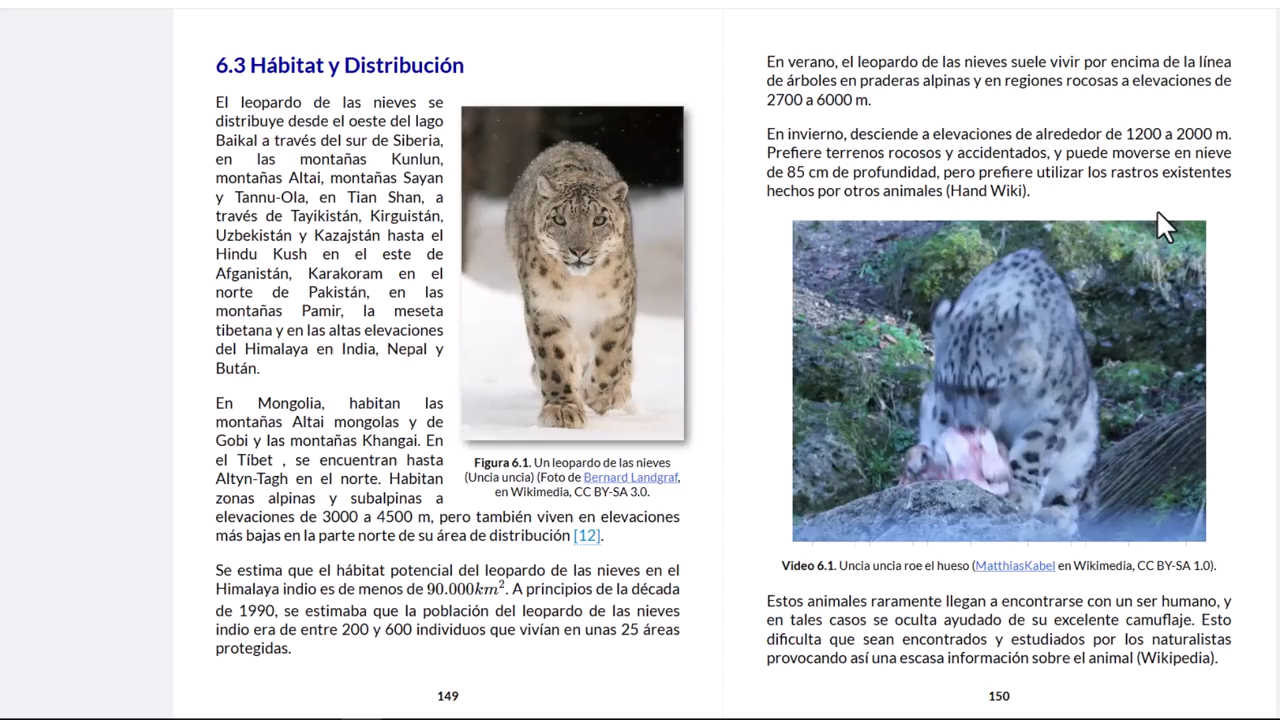 6.3 Hábitat y Distribución
El leopardo de las nieves se
distribuye desde el oeste del lago
Baikal a través del sur de Siberia,
en las montañas Kunlun,
montañas Altai, montañas Sayan
y Tannu-Ola, en Tian Shan, a
través de Tayikistán, Kirguistán,
Uzbekistán y Kazajstán hasta el
Hindu Kush en el este de
Afganistán, Karakoram en el
norte de Pakistán, en las
montañas Pamir, la meseta
tibetana y en las altas elevaciones
del Himalaya en India, Nepal y
Bután.
En Mongolia, habitan las
montañas Altai mongolas y de
Gobi y las montañas Khangai. En
el Tíbet , se encuentran hasta
Altyn-Tagh en el norte. Habitan
zonas alpinas y subalpinas a
elevaciones de 3000 a 4500 m, pero también viven en elevaciones
más bajas en la parte norte de su área de distribución [12].
Figura 6.1. Un leopardo de las nieves
(Uncia uncia) (Foto de Bernard Landgraf,
en Wikimedia, CC BY-SA 3.0.
Se estima que el hábitat potencial del leopardo de las nieves en el
Himalaya indio es de menos de 90.000km². A principios de la década
de 1990, se estimaba que la población del leopardo de las nieves
indio era de entre 200 y 600 individuos que vivían en unas 25 áreas
protegidas.
149
En verano, el leopardo de las nieves suele vivir por encima de la línea
de árboles en praderas alpinas y en regiones rocosas a elevaciones de
2700 a 6000 m.
En invierno, desciende a elevaciones de alrededor de 1200 a 2000 m.
Prefiere terrenos rocosos y accidentados, y puede moverse en nieve
de 85 cm de profundidad, pero prefiere utilizar los rastros existentes
hechos por otros animales (Hand Wiki).
Video 6.1. Uncia uncia roe el hueso (MatthiasKabel en Wikimedia, CC BY-SA 1.0).
Estos animales raramente llegan a encontrarse con un ser humano, y
en tales casos se oculta ayudado de su excelente camuflaje. Esto
dificulta que sean encontrados y estudiados por los naturalistas
provocando así una escasa información sobre el animal (Wikipedia).
150